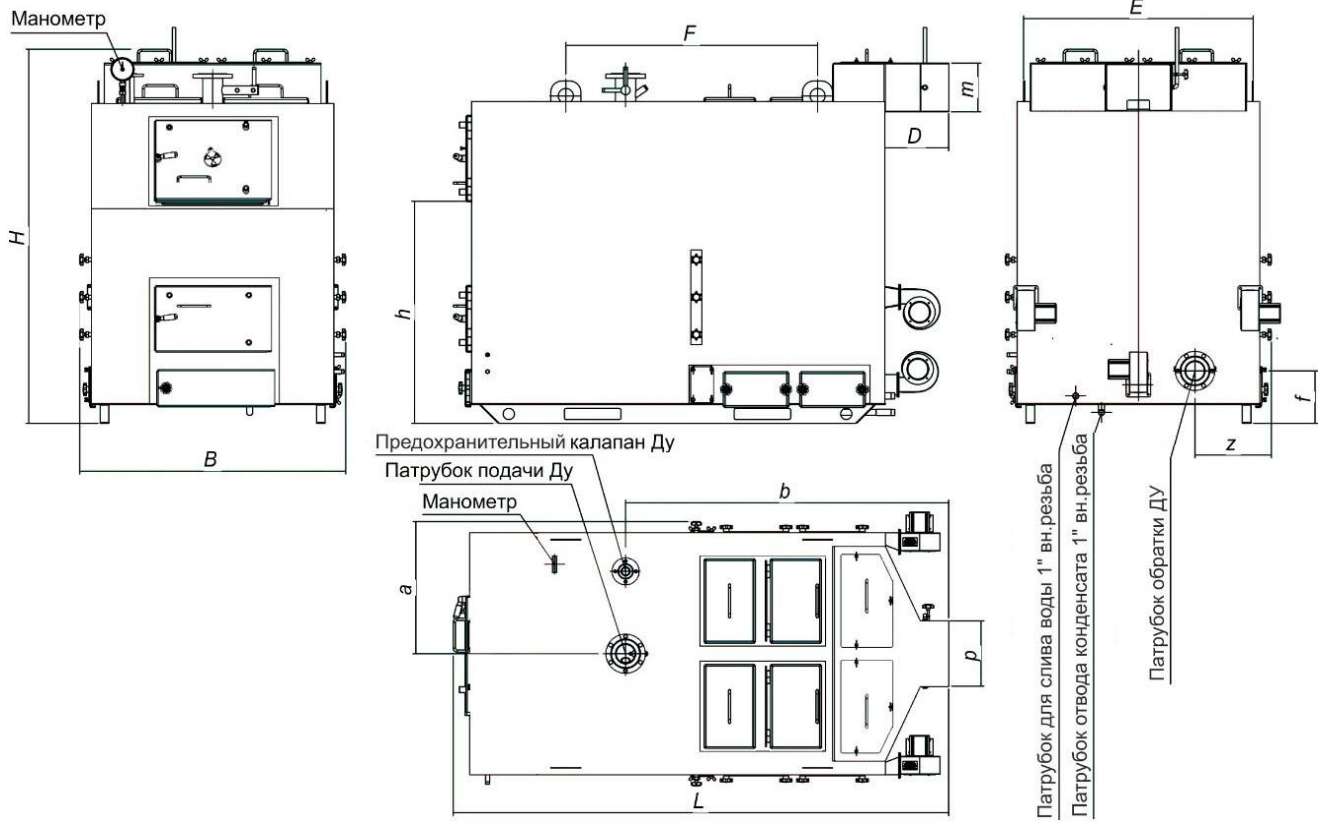 Манометр
E
F
m
D
H
h
f
z
B
Предохранительный калапан Ду
Патрубок подачи Ду
Манометр
b
a
p
L
Патрубок для слива воды 1" вн.резьба
Патрубок отвода конденсата 1" вн.резьба
Патрубок обратки ДУ